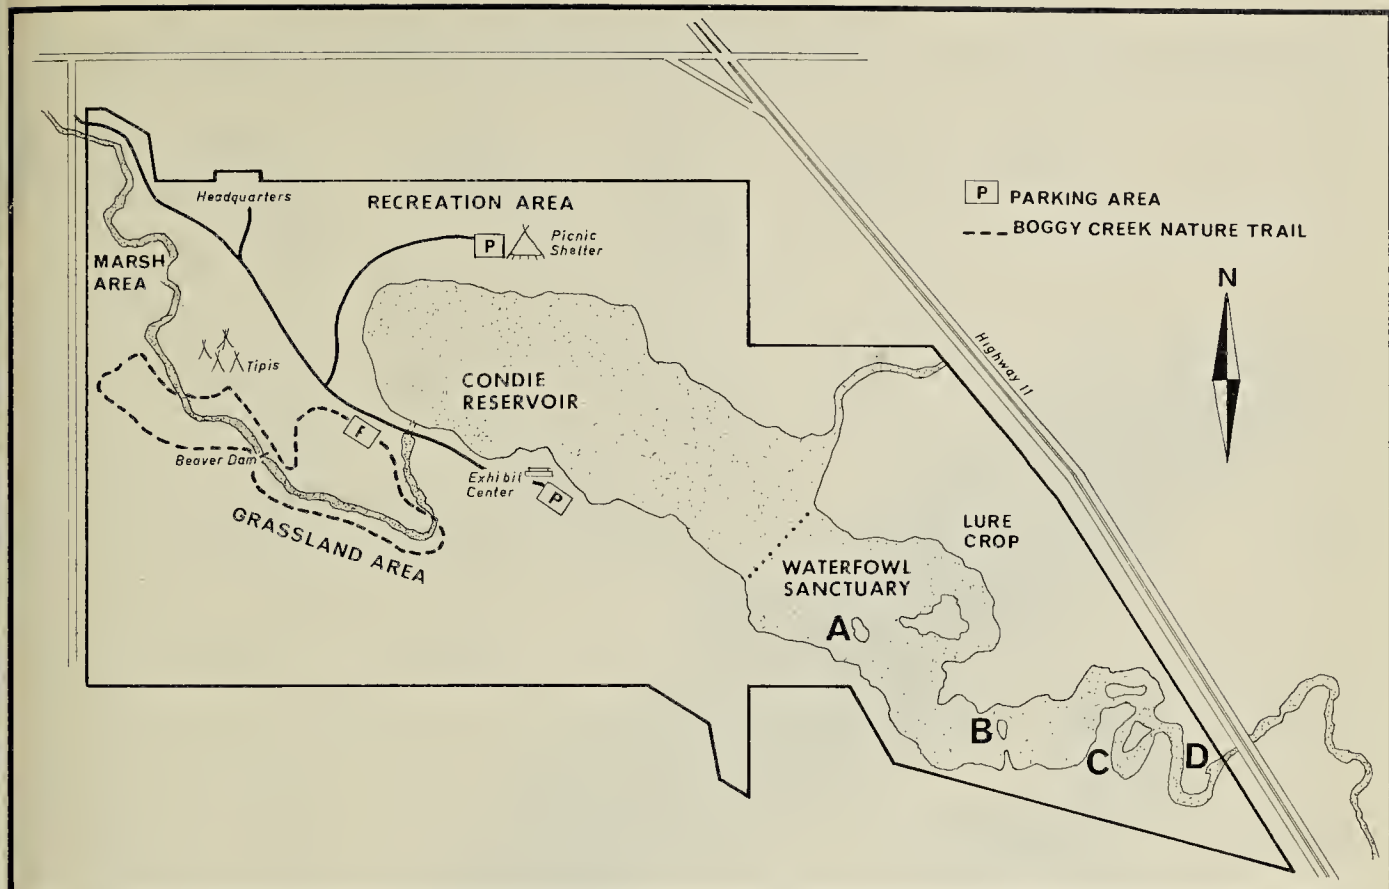 Headquarters
RECREATION AREA
P
Picnic
Shelter
P PARKING AREA
BOGGY CREEK NATURE TRAIL
N
MARSH
AREA
Tipis
CONDIE
RESERVOIR
Highway 11
P
Beaver Dam
Exhibit
Center
P
GRASSLAND AREA
LURE
CROP
WATERFOWL
SANCTUARY
A
B
C
D